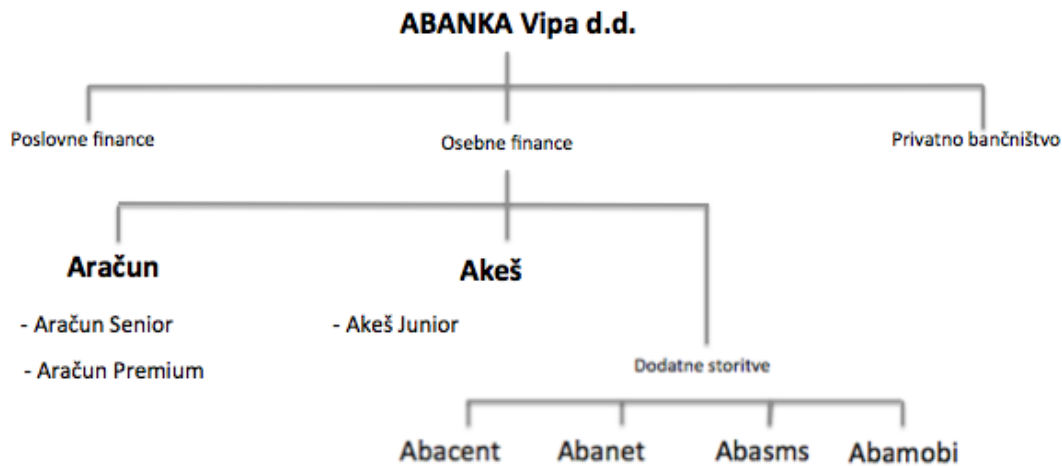 ABANKA Vipa d.d.
Poslovne finance
Osebne finance
Privatno bančništvo
Aračun
Akeš
- Aračun Senior
- Akeš Junior
- Aračun Premium
Dodatne storitve
Abacent
Abanet
Abasms
Abamobi